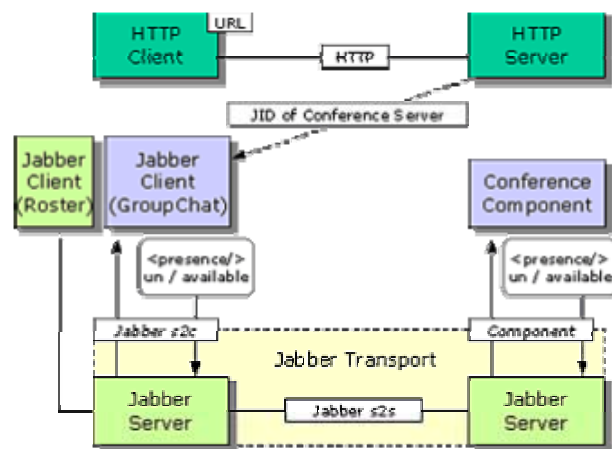 URL
HTTP
Client
HTTP
HTTP
Server
JID of Conference Server
Jabber
Client
(Roster)
Jabber
Client
(GroupChat)
Conference
Component
<presence/>
un / available
<presence/>
un / available
Jabber s2c
Component
Jabber Transport
Jabber
Server
Jabber s2s
Jabber
Server